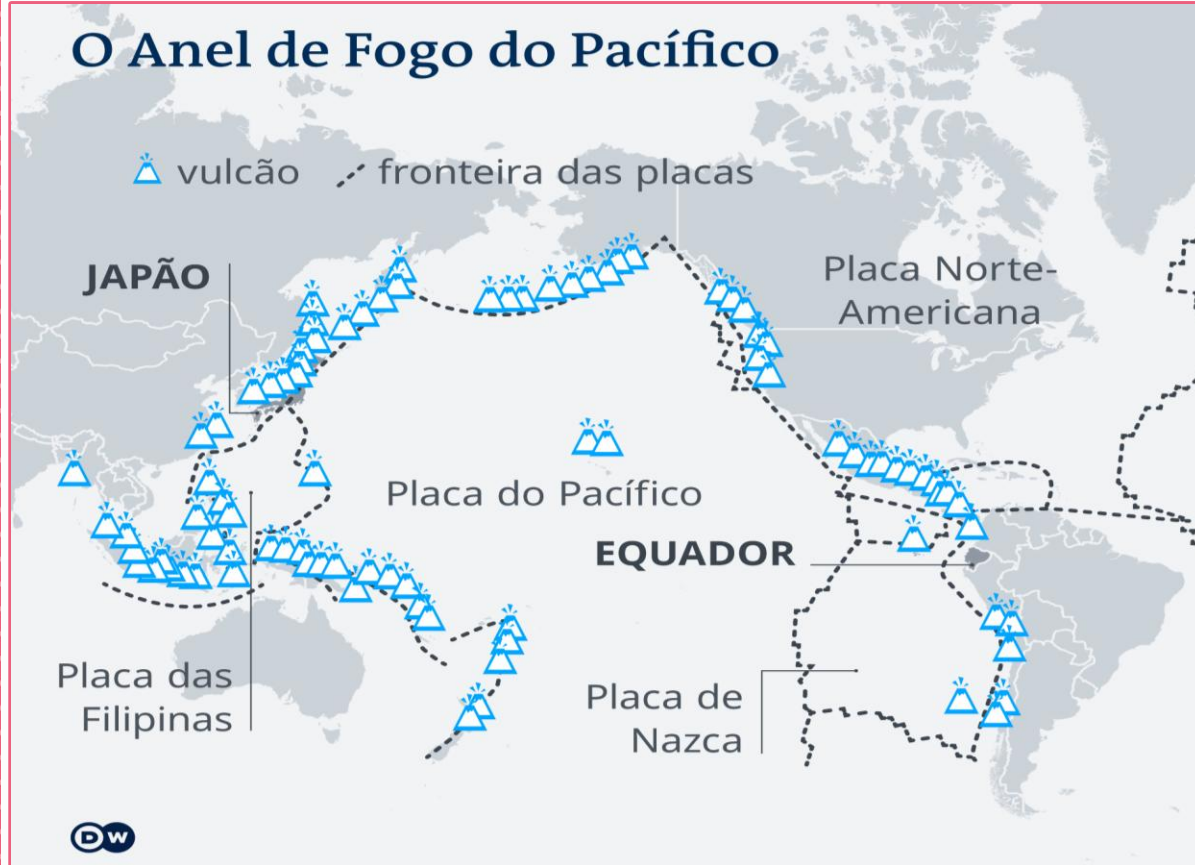 O Anel de Fogo do Pacífico
vulcão
fronteira das placas
JAPÃO
Placa Norte-
Americana
Placa do Pacífico
EQUADOR
Placa das
Filipinas
Placa de
Nazca
DW